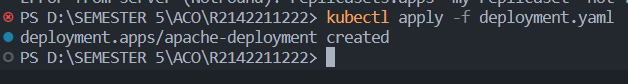 PS D:\SEMESTER 5\ACO\R2142211222> kubectl apply -f deployment.yaml
deployment.apps/apache-deployment created
PS D:\SEMESTER 5\ACO\R2142211222>